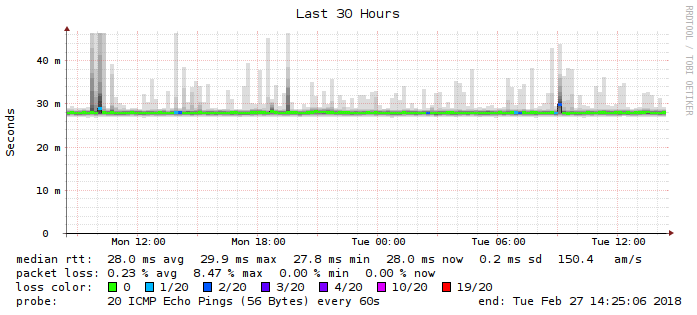 Last 30 Hours
RRDTOOL / TOBI OETIKER
Seconds
40 m
30 m
20 m
10 m
0
Mon 12:00 Mon 18:00 Tue 00:00 Tue 06:00 Tue 12:00
median rtt: 28.0 ms avg 29.9 ms max 27.8 ms min 28.0 ms now 0.2 ms sd 150.4 am/s
packet loss: 0.23 % avg 8.47 % max 0.00 % min 0.00 % now
loss color: 0 1/20 2/20 3/20 4/20 10/20 19/20
probe: 20 ICMP Echo Pings (56 Bytes) every 60s end: Tue Feb 27 14:25:06 2018